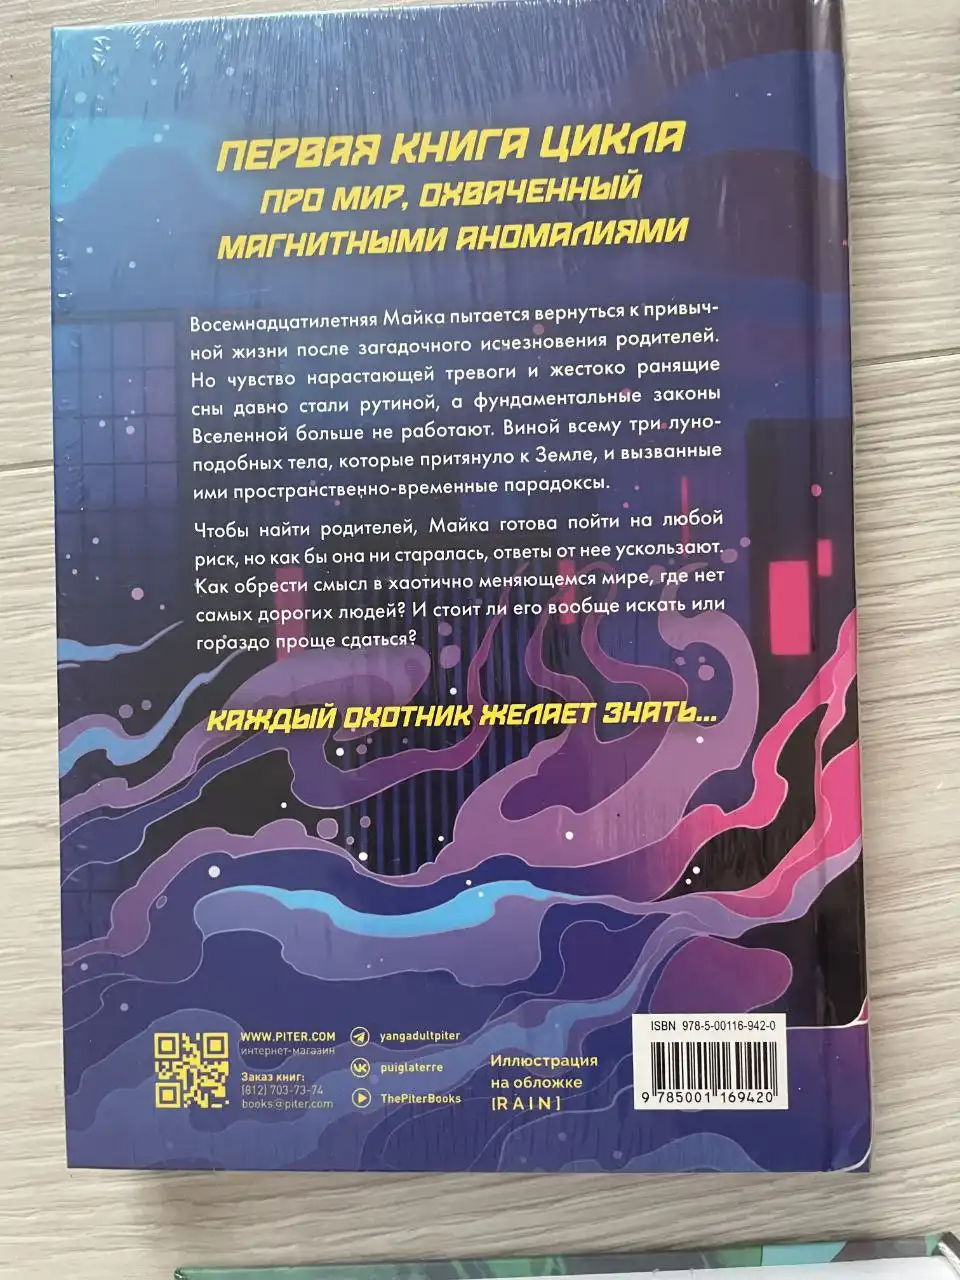 ПЕРВАЯ КНИГА ЦИКЛА
ПРО МИР, ОХВАЧЕННЫЙ
МАГНИТНЫМИ АНОМАЛИЯМИ
Восемнадцатилетняя Майка пытается вернуться к привыч-
ной жизни после загадочного исчезновения родителей.
Но чувство нарастающей тревоги и жестоко ранящие
сны давно стали рутиной, а фундаментальные законы
Вселенной больше не работают. Виной всему три луно-
подобных тела, которые притянуло к Земле, и вызванные
ими пространственно-временные парадоксы.
Чтобы найти родителей, Майка готова пойти на любой
риск, но как бы она ни старалась, ответы от нее ускользают.
Как обрести смысл в хаотично меняющемся мире, где нет
самых дорогих людей? И стоит ли его вообще искать или
гораздо проще сдаться?
КАЖДЫЙ ОХОТНИК ЖЕЛАЕТ ЗНАТЬ...
WWW.PITER.COM
интернет-магазин
Заказ книг:
(812) 703-73-74
books@piter.com
yangadultpiter
puiglaterre
ThePiterBooks
Иллюстрация
на обложке
[RAIN]
ISBN 978-5-00116-942-0
9 785001 169420